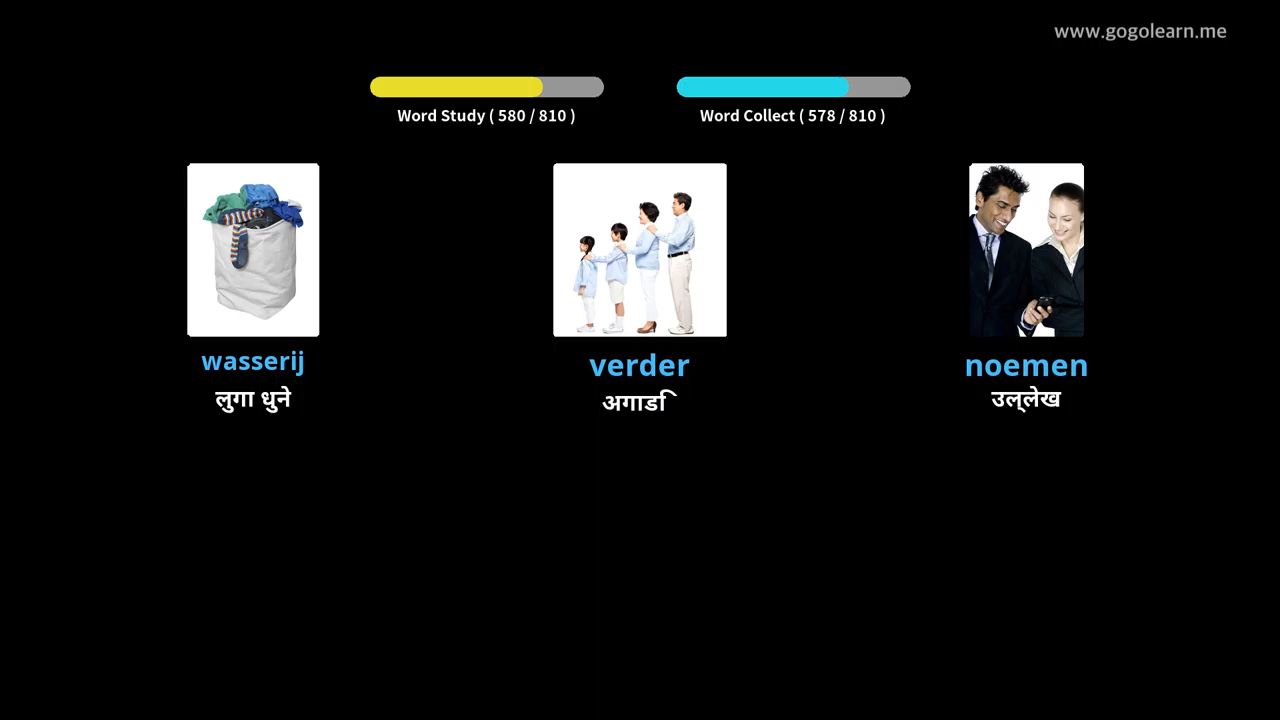 www.gogolearn.me
Word Study ( 580 / 810 )
Word Collect ( 578 / 810 )
wasserij
verder
noemen
लुगा धुने
अगाडि
उल्लेख